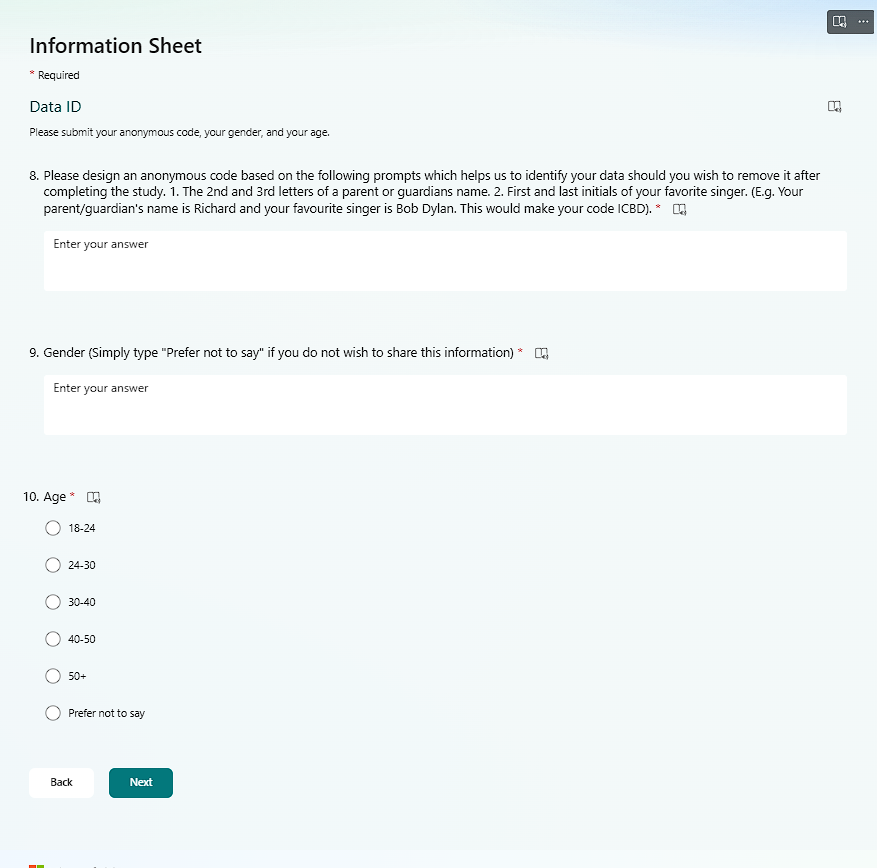 Information Sheet
* Required
Data ID
Please submit your anonymous code, your gender, and your age.
8. Please design an anonymous code based on the following prompts which helps us to identify your data should you wish to remove it after
completing the study. 1. The 2nd and 3rd letters of a parent or guardians name. 2. First and last initials of your favorite singer. (E.g. Your
parent/guardian's name is Richard and your favourite singer is Bob Dylan. This would make your code ICBD). *
Enter your answer
9. Gender (Simply type "Prefer not to say" if you do not wish to share this information) *
Enter your answer
10. Age *
18-24
24-30
30-40
40-50
50+
Prefer not to say
Back
Next